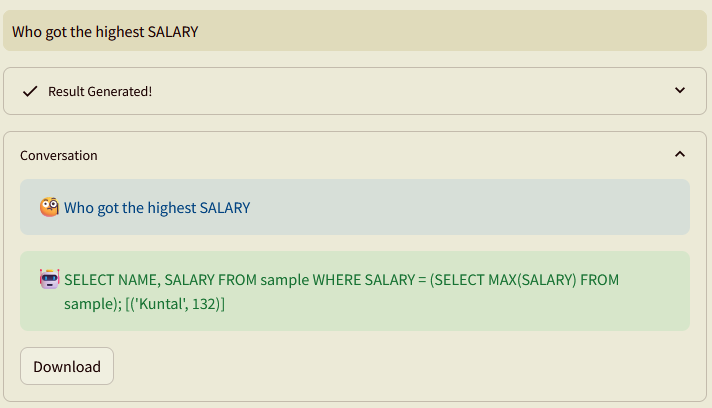 Who got the highest SALARY
Result Generated!
Conversation
Who got the highest SALARY
SELECT NAME, SALARY FROM sample WHERE SALARY = (SELECT MAX(SALARY) FROM
sample); [('Kuntal', 132)]
Download